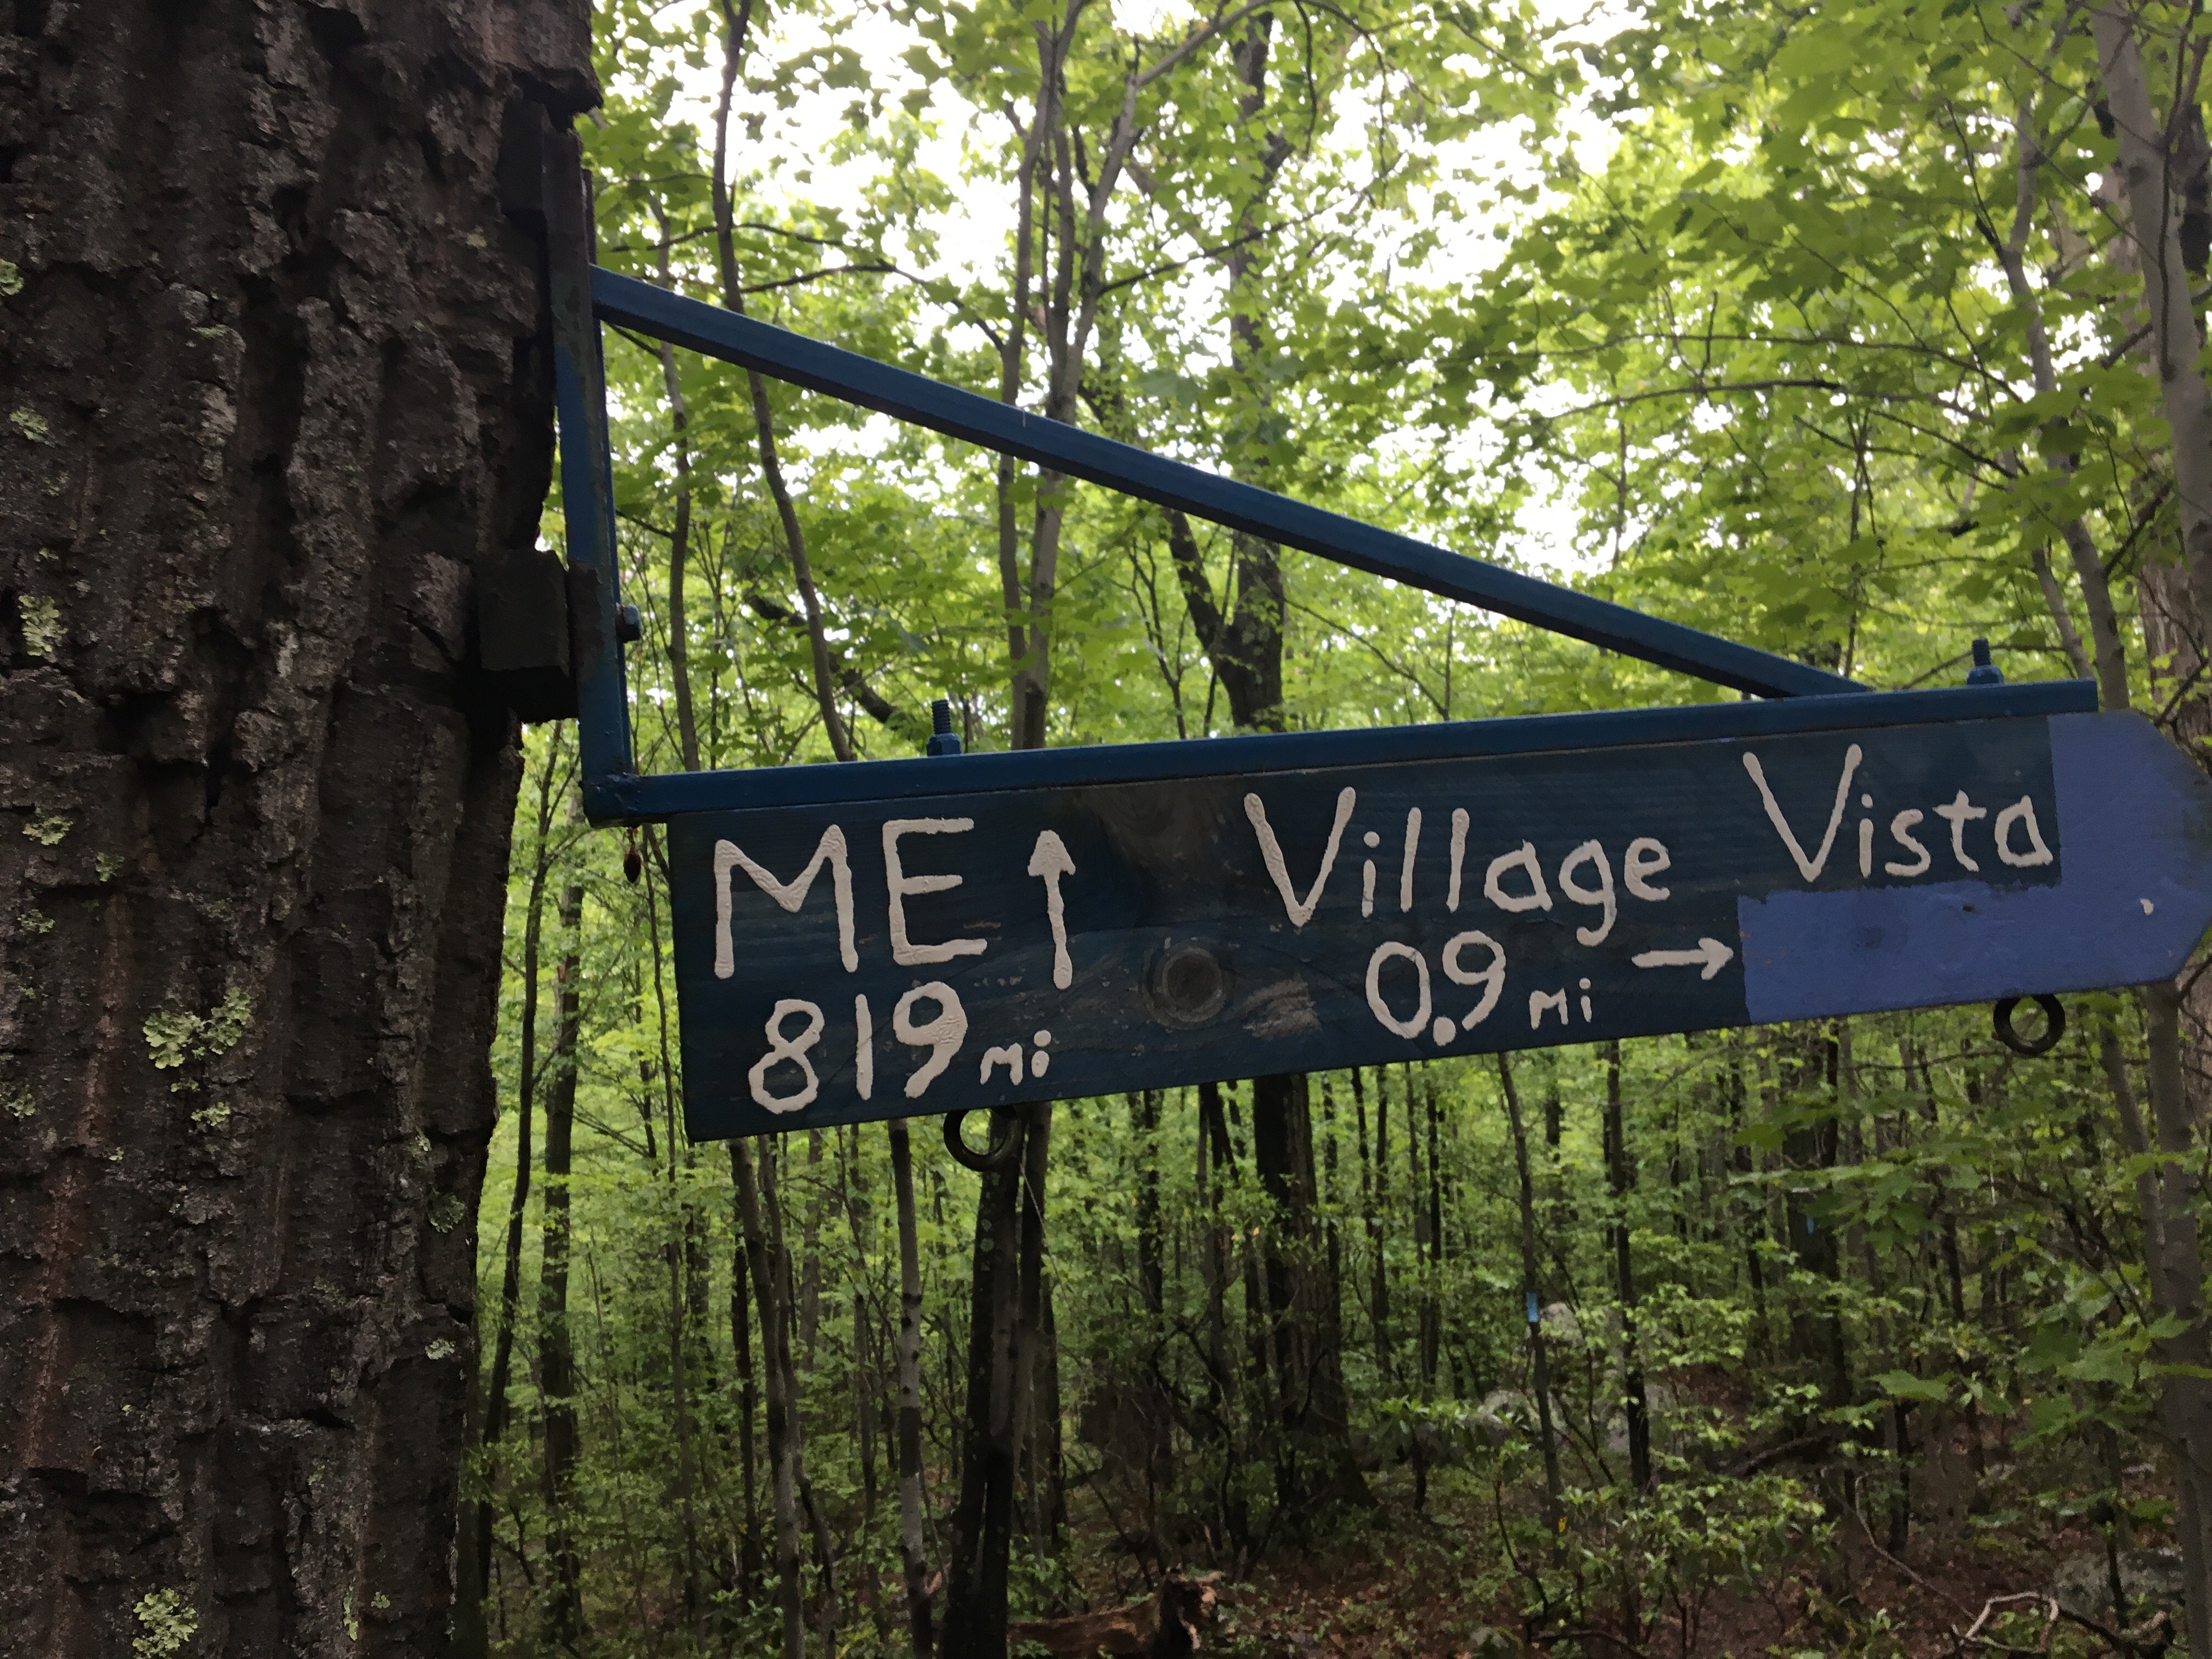 ME ↑ Village Vista
819 mi 0.9 mi →